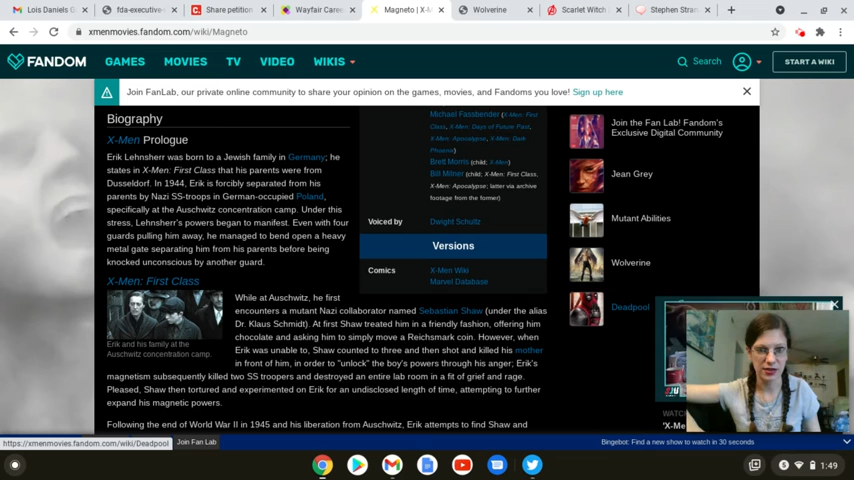 Lois Daniels G
fda-executive-
Share petition
Wayfair Caree
Magneto | X-M
Wolverine
Scarlet Witch
Stephen Stran
xmenmovies.fandom.com/wiki/Magneto
FANDOM
GAMES MOVIES TV VIDEO WIKIS
Search
START A WIKI
Join FanLab, our private online community to share your opinion on the games, movies, and Fandoms you love! Sign up here
Biography
X-Men Prologue
Erik Lehnsherr was born to a Jewish family in Germany; he
states in X-Men: First Class that his parents were from
Dusseldorf. In 1944, Erik is forcibly separated from his
parents by Nazi SS-troops in German-occupied Poland,
specifically at the Auschwitz concentration camp. Under this
stress, Lehnsherr's powers began to manifest. Even with four
guards pulling him away, he managed to bend open a heavy
metal gate separating him from his parents before being
knocked unconscious by another guard.
X-Men: First Class
Erik and his family at the
Auschwitz concentration camp.
While at Auschwitz, he first
encounters a mutant Nazi collaborator named Sebastian Shaw (under the alias
Dr. Klaus Schmidt). At first Shaw treated him in a friendly fashion, offering him
chocolate and asking him to simply move a Reichsmark coin. However, when
Erik was unable to, Shaw counted to three and then shot and killed his mother
in front of him, in order to "unlock" the boy's powers through his anger; Erik's
magnetism subsequently killed two SS troopers and destroyed an entire lab room in a fit of grief and rage.
Pleased, Shaw then tortured and experimented on Erik for an undisclosed length of time, attempting to further
expand his magnetic powers.
Following the end of World War II in 1945 and his liberation from Auschwitz, Erik attempts to find Shaw and
Michael Fassbender (X-Men: First
Class, X-Men: Days of Future Past,
X-Men: Apocalypse, X-Men: Dark
Phoenix)
Brett Morris (child; X-Men)
Bill Milner (child; X-Men: First Class,
X-Men: Apocalypse; latter via archive
footage from the former)
Voiced by Dwight Schultz
Versions
Comics X-Men Wiki
Marvel Database
Join the Fan Lab! Fandom's
Exclusive Digital Community
Jean Grey
Mutant Abilities
Wolverine
Deadpool
WATCH
'X-Me
https://xmenmovies.fandom.com/wiki/Deadpool
Join Fan Lab
Bingebot: Find a new show to watch in 30 seconds
1:49